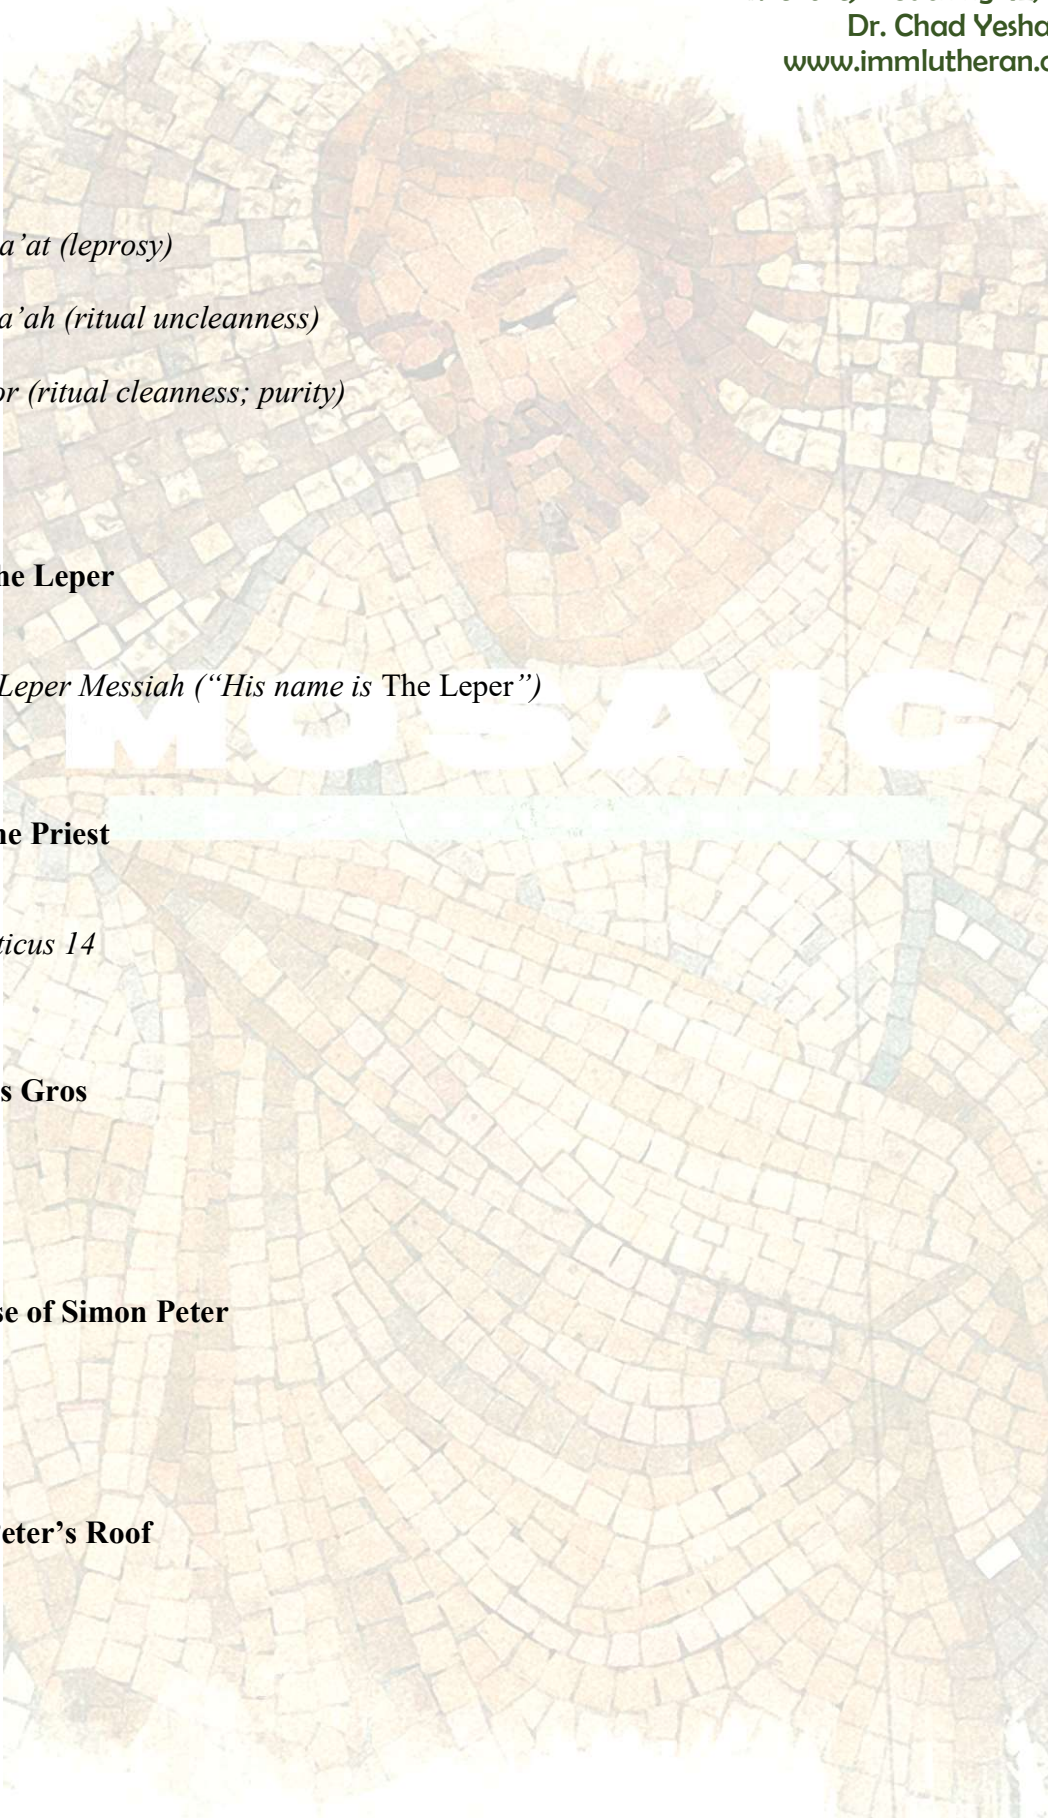 Dr. Chad Yesha
www.immlutheran.c
a’at (leprosy)
a’ah (ritual uncleanness)
or (ritual cleanness; purity)
he Leper
Leper Messiah (“His name is The Leper”)
MOSAIC
he Priest
ticus 14
s Gros
se of Simon Peter
eter’s Roof